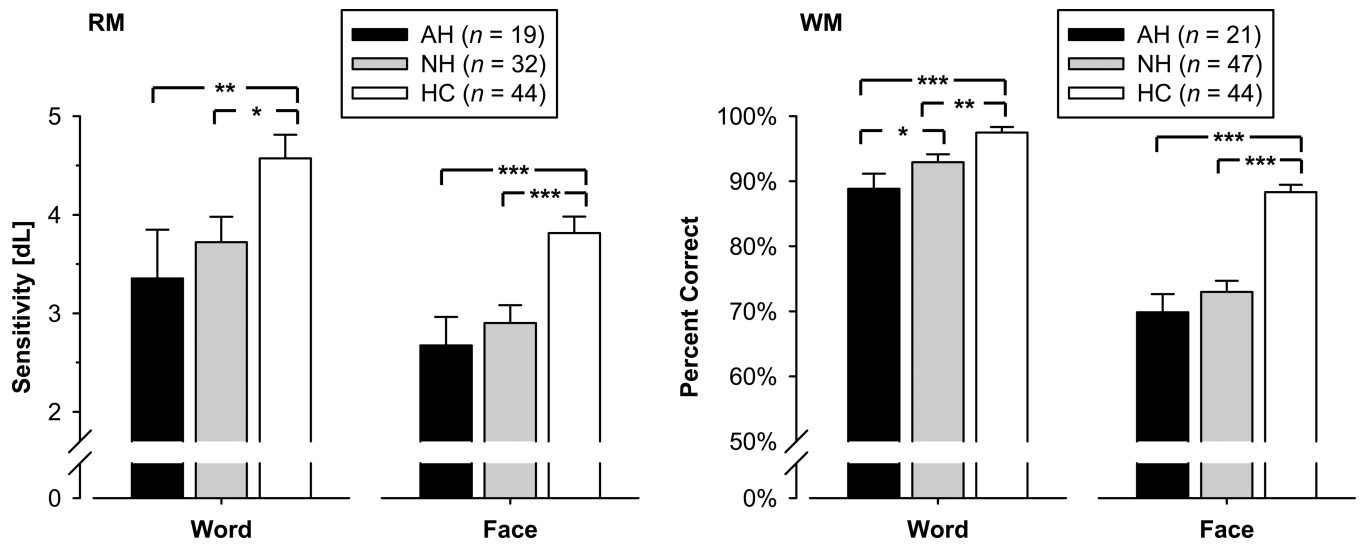 RM
AH (n = 19)
NH (n = 32)
HC (n = 44)
**
*
***
***
5
4
3
2
0
Sensitivity [dL]
Word
Face
WM
AH (n = 21)
NH (n = 47)
HC (n = 44)
***
**
*
***
***
100%
90%
80%
70%
60%
50%
0%
Percent Correct
Word
Face